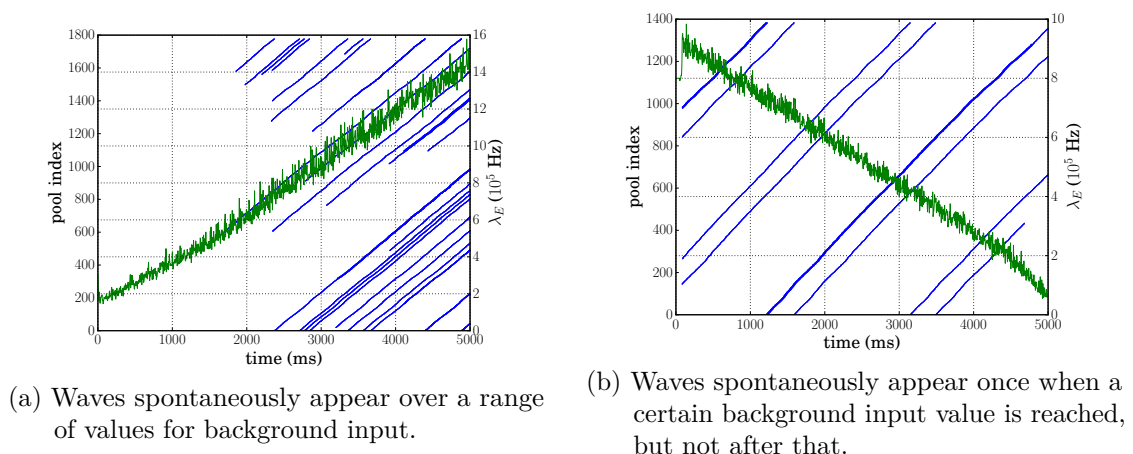 1800
1600
1400
1200
1000
800
600
400
200
0
pool index
0 1000 2000 3000 4000 5000
time (ms)
16
14
12
10
8
6
4
2
0
λ_E (10⁵ Hz)
(a) Waves spontaneously appear over a range
of values for background input.
1400
1200
1000
800
600
400
200
0
pool index
0 1000 2000 3000 4000 5000
time (ms)
10
8
6
4
2
0
λ_E (10⁵ Hz)
(b) Waves spontaneously appear once when a
certain background input value is reached,
but not after that.